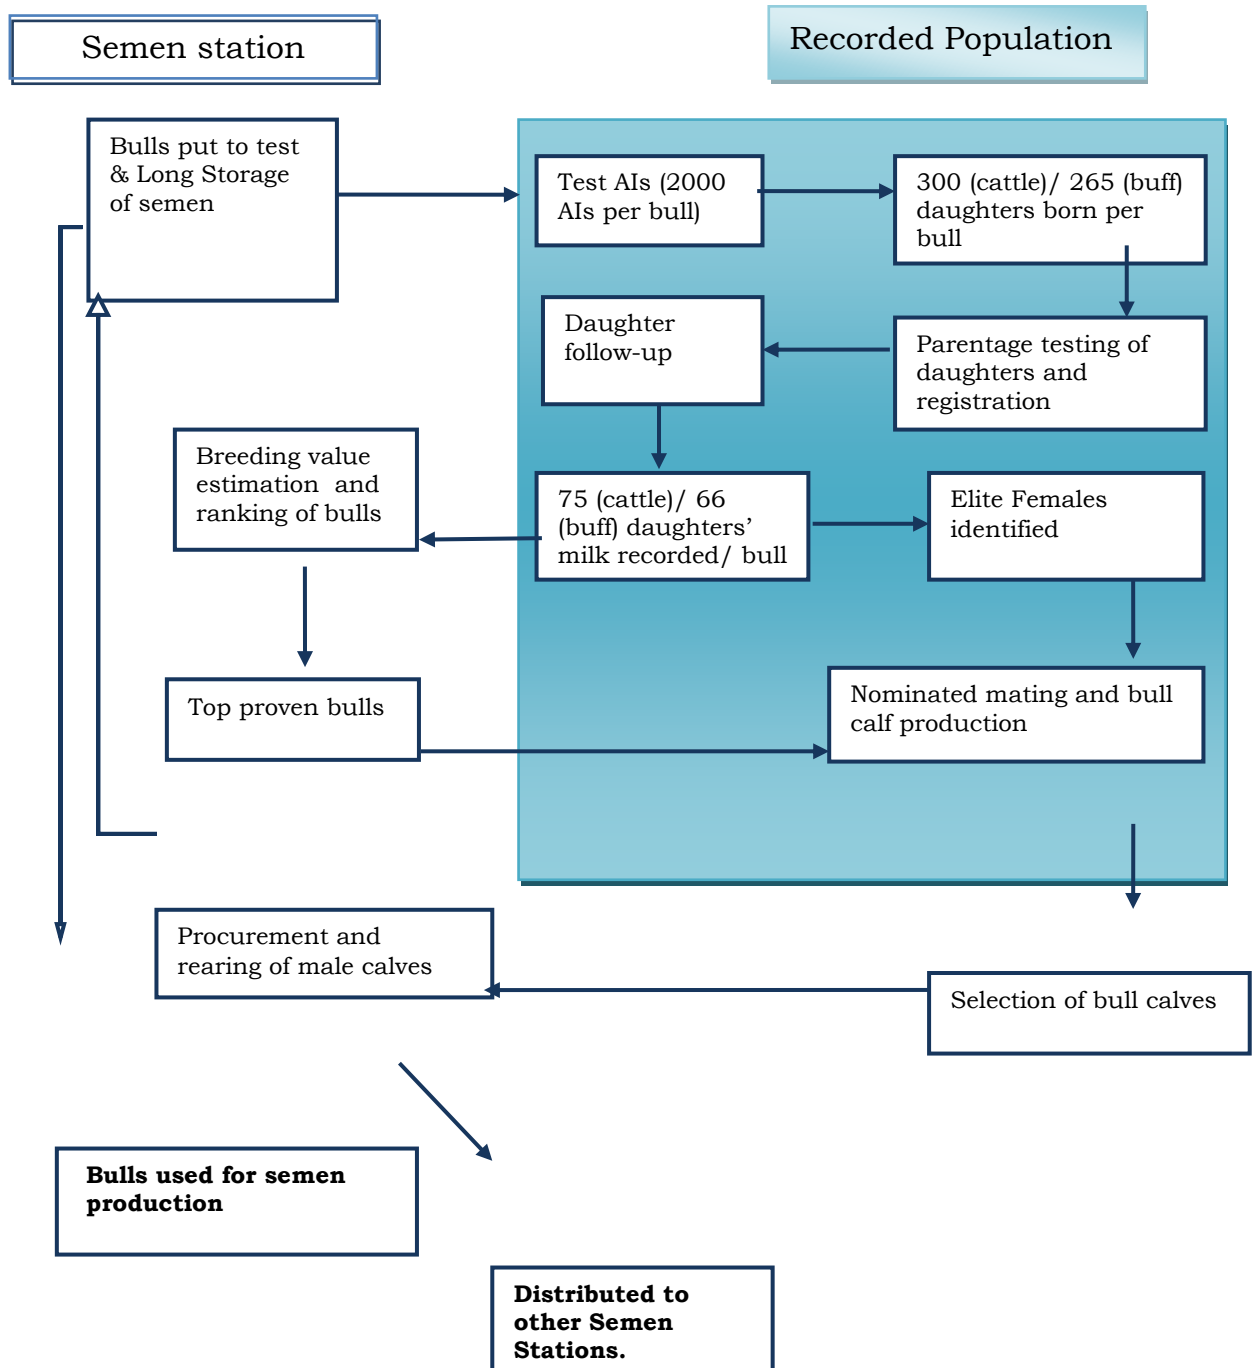 Semen station
Recorded Population
Bulls put to test
& Long Storage
of semen
Test AIs (2000
AIs per bull)
300 (cattle)/ 265 (buff)
daughters born per
bull
Daughter
follow-up
Parentage testing of
daughters and
registration
Breeding value
estimation and
ranking of bulls
75 (cattle)/ 66
(buff) daughters’
milk recorded/ bull
Elite Females
identified
Top proven bulls
Nominated mating and bull
calf production
Procurement and
rearing of male calves
Selection of bull calves
Bulls used for semen
production
Distributed to
other Semen
Stations.